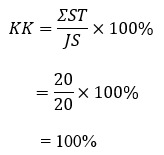 KK = ΣST/JS × 100%
= 20/20 × 100%
= 100%